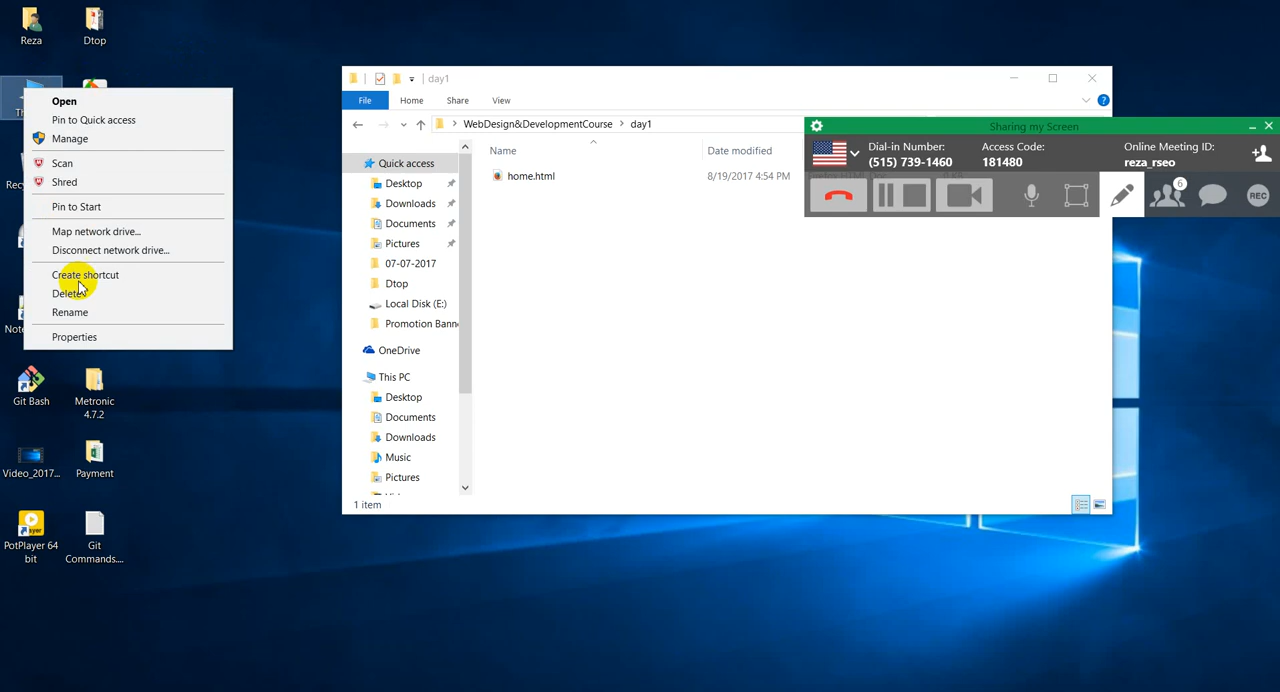 Reza
Dtop
Open
Pin to Quick access
Manage
Scan
Shred
Pin to Start
Map network drive...
Disconnect network drive...
Create shortcut
Delete
Rename
Properties
Git Bash
Metronic
4.7.2
Video_2017...
Payment
PotPlayer 64
bit
Git
Commands....
day1
File
Home
Share
View
WebDesign&DevelopmentCourse
day1
Quick access
Desktop
Downloads
Documents
Pictures
07-07-2017
Dtop
Local Disk (E:)
Promotion Bann
OneDrive
This PC
Desktop
Documents
Downloads
Music
Pictures
1 item
Name
Date modified
home.html
8/19/2017 4:54 PM
Sharing my Screen
Dial-in Number:
(515) 739-1460
Access Code:
181480
Online Meeting ID:
reza_rseo
6
REC